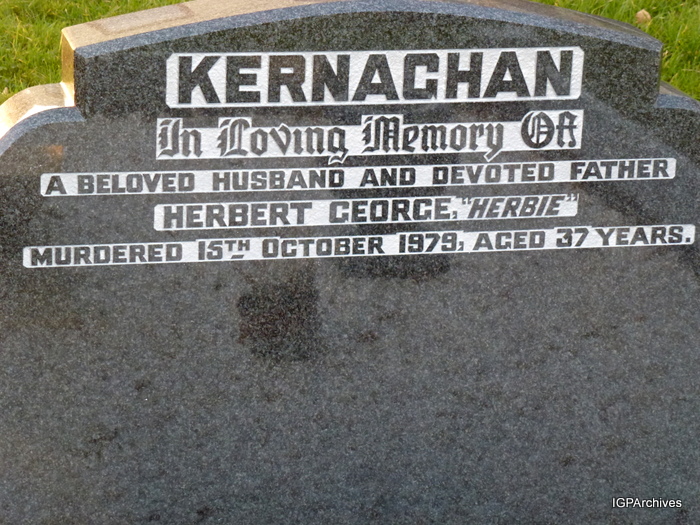 KERNAGHAN
In Loving Memory Of
A BELOVED HUSBAND AND DEVOTED FATHER
HERBERT GEORGE, "HERBIE"
MURDERED 15TH OCTOBER 1979, AGED 37 YEARS.
IGPArchives